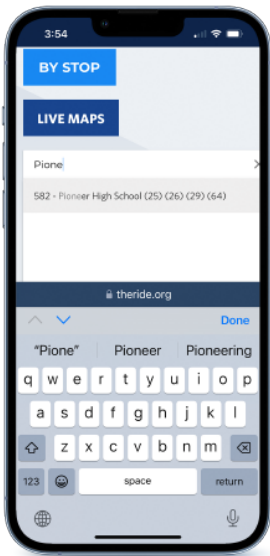 3:54
BY STOP
LIVE MAPS
Pione
582 - Pioneer High School (25) (26) (29) (64)
theride.org
Done
"Pione" Pioneer Pioneering
q w e r t y u i o p
a s d f g h j k l
z x c v b n m
123 space return